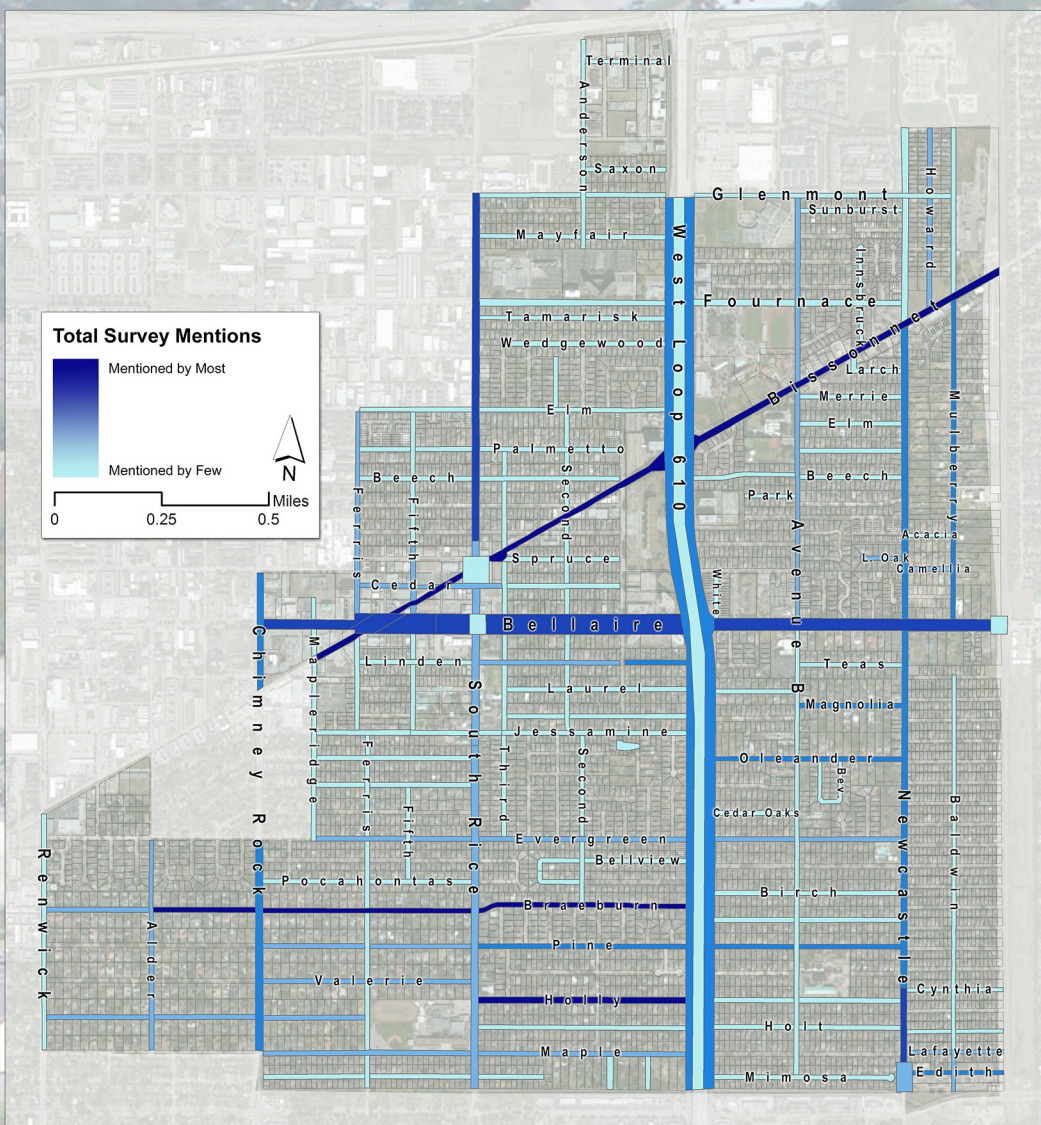 Terminal
Anderson
Saxon
Glenmont
Sunburst
Howard
Mayfair
West Loop 610
Innsbruck
Fournace
Tamarisk
Wedgewood
Bissonnet
Larch
Merrie
Elm
Elm
Mulberry
Palmetto
Second
Beech
Beech
Park
Ferris
Fifth
Avenue B
Acacia
L. Oak
Camellia
Spruce
Cedar
White
Bellaire
Chimney Rock
Mapleridge
Linden
Teas
South Rice
Laurel
Magnolia
Jessamine
Ferris
Third
Second
Oleander
Bev.
Newcastle
Baldwin
Fifth
Cedar Oaks
Evergreen
Renwick
Bellview
Pocahontas
Birch
Braeburn
Alder
Pine
Valerie
Cynthia
Holly
Holt
Maple
Lafayette
Edith
Mimosa
Total Survey Mentions
Mentioned by Most
Mentioned by Few
N
Miles
0 0.25 0.5